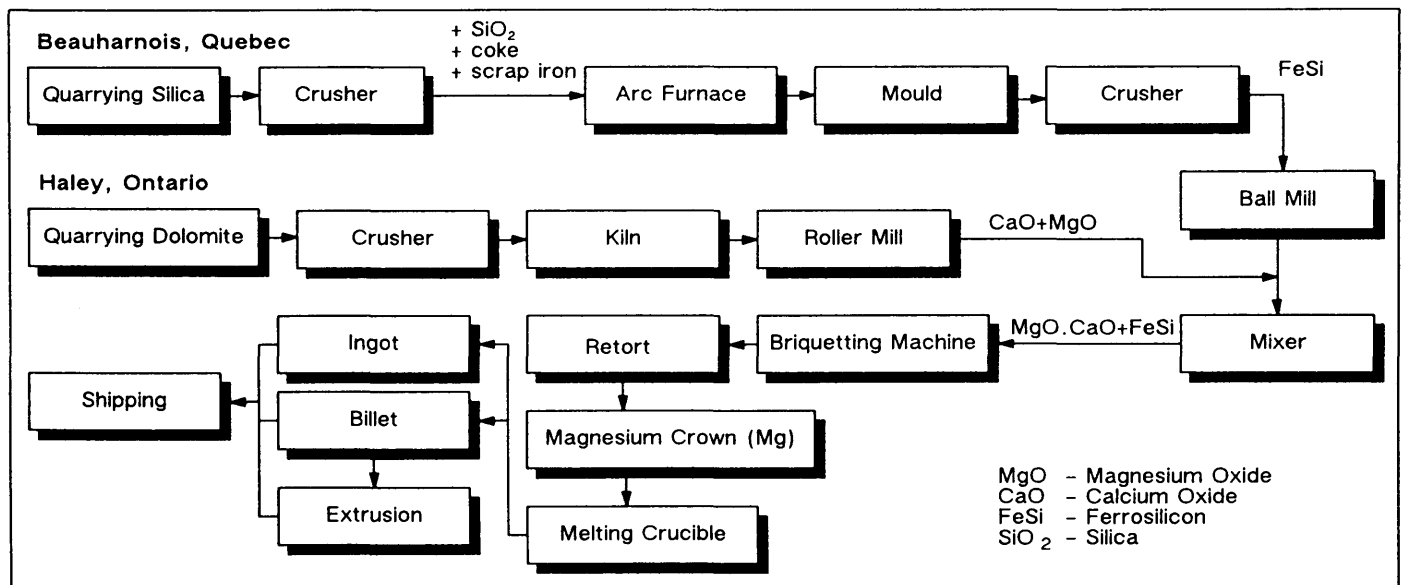 Beauharnois, Quebec
+ SiO₂
+ coke
+ scrap iron
Quarrying Silica
Crusher
Arc Furnace
Mould
Crusher
FeSi
Haley, Ontario
Ball Mill
Quarrying Dolomite
Crusher
Kiln
Roller Mill
CaO+MgO
Ingot
Retort
Briquetting Machine
MgO.CaO+FeSi
Mixer
Shipping
Billet
Magnesium Crown (Mg)
Extrusion
Melting Crucible
MgO – Magnesium Oxide
CaO – Calcium Oxide
FeSi – Ferrosilicon
SiO₂ – Silica